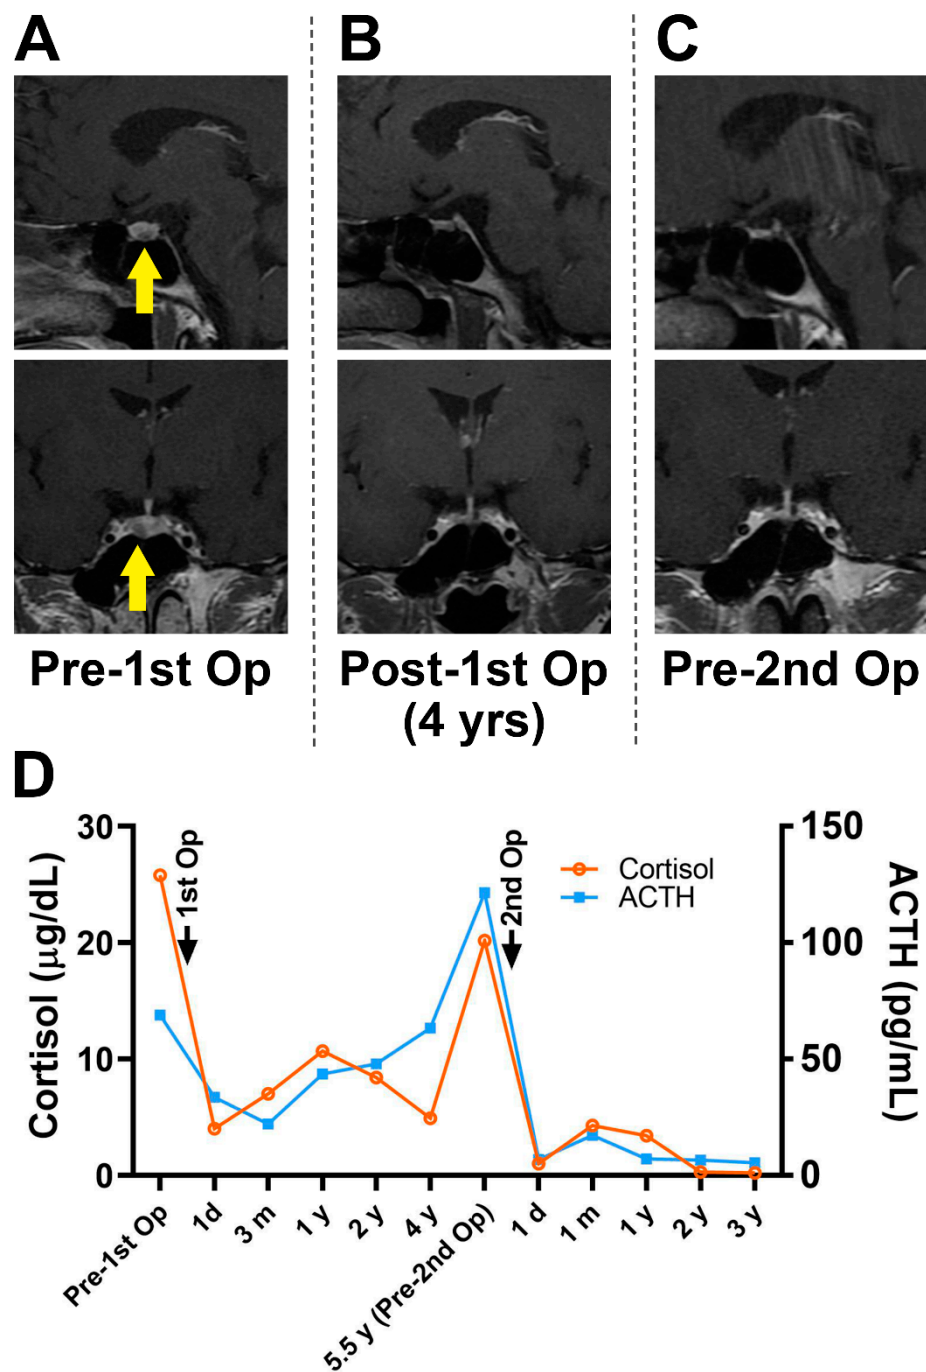 A
B
C
Pre-1st Op
Post-1st Op
(4 yrs)
Pre-2nd Op
D
Cortisol (μg/dL)
30
20
10
0
1st Op
2nd Op
Cortisol
ACTH
150
100
50
0
ACTH (pg/mL)
Pre-1st Op
1d
3 m
1 y
2 y
4 y
5.5 y (Pre-2nd Op)
1 d
1 m
1 y
2 y
3 y